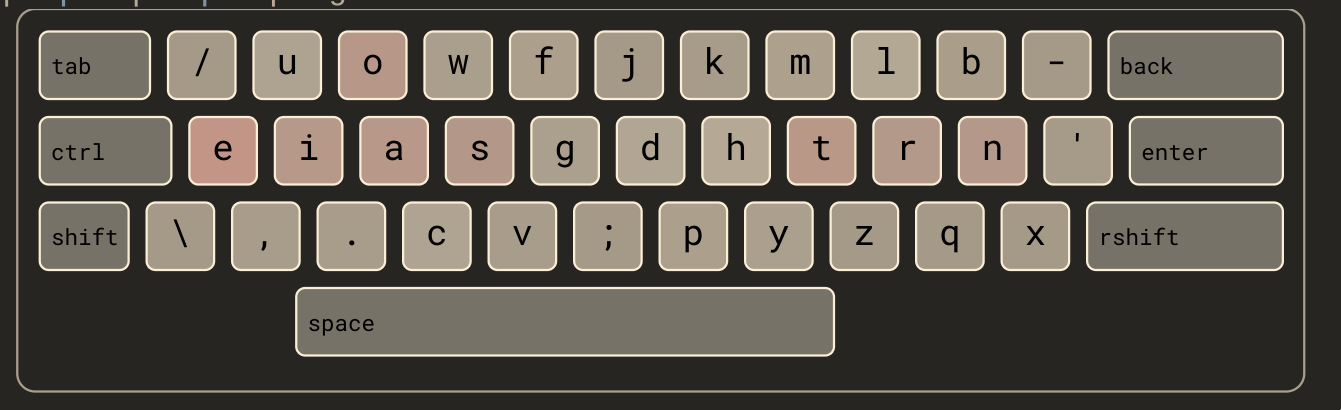 tab / u o w f j k m l b - back
ctrl e i a s g d h t r n ' enter
shift \ , . c v ; p y z q x rshift
space